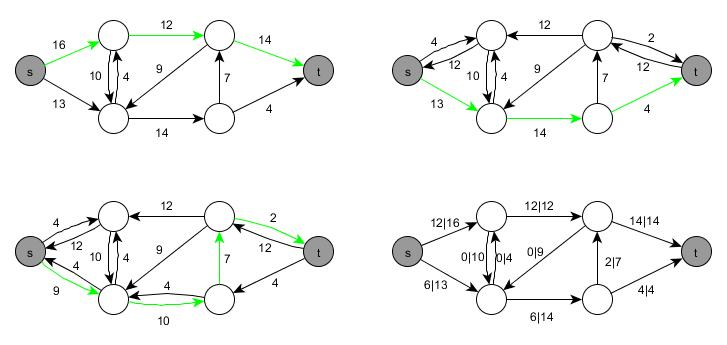 16 12 14
s 10 4 9 7 t
13 14 4
4 12 2
s 12 10 4 9 7 12 t
13 14 4
4 12 2
s 12 4 10 4 9 7 12 t
9 4 10 4
12|16 12|12 14|14
s 0|10 0|4 0|9 2|7 t
6|13 6|14 4|4